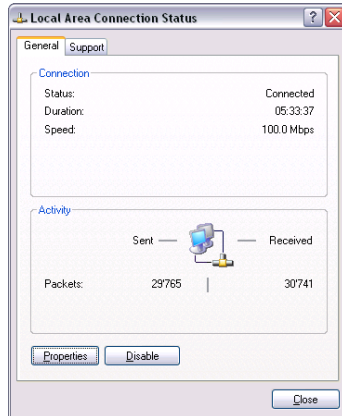 Local Area Connection Status
General Support
Connection
Status: Connected
Duration: 05:33:37
Speed: 100.0 Mbps
Activity
Sent — — Received
Packets: 29'765 | 30'741
Properties Disable
Close